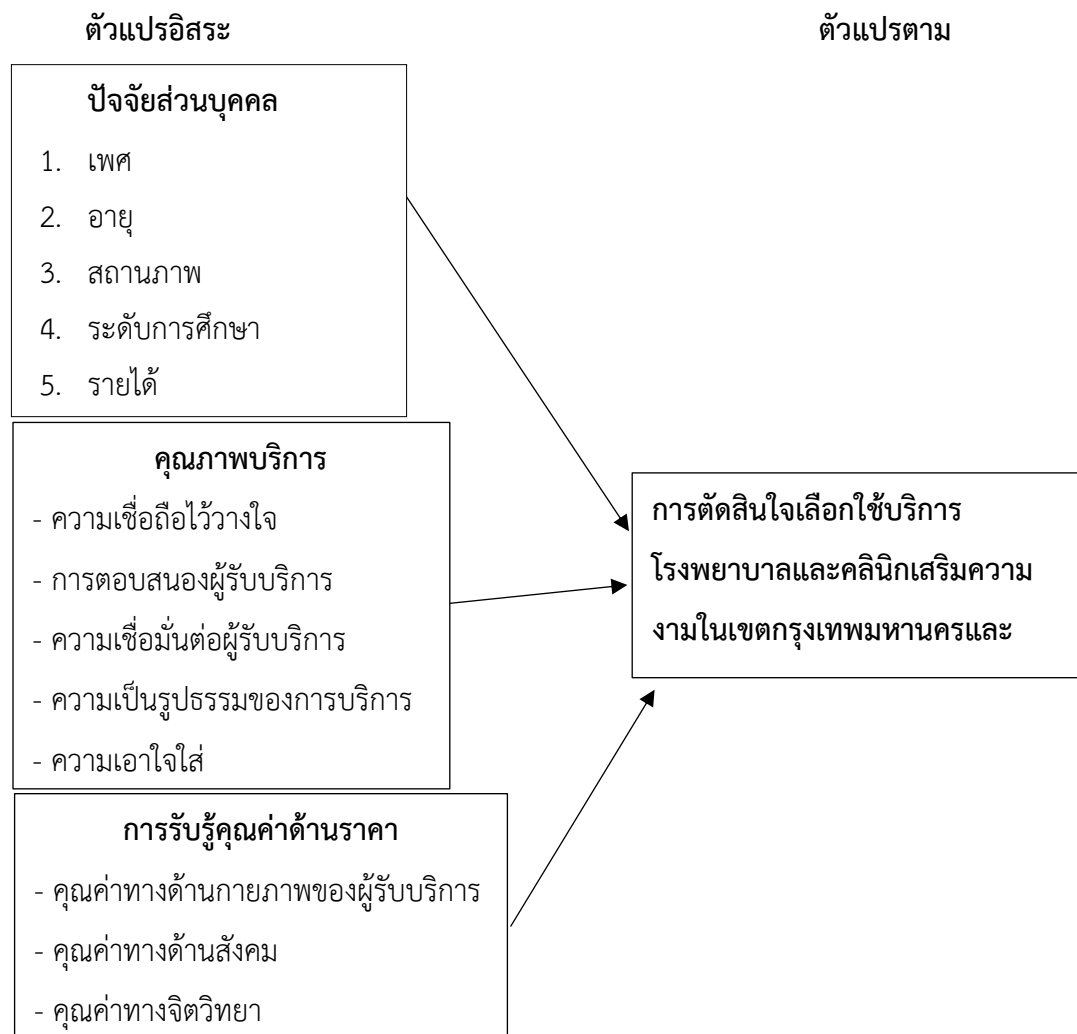 ตัวแปรอิสระ
ตัวแปรตาม
ปัจจัยส่วนบุคคล
1. เพศ
2. อายุ
3. สถานภาพ
4. ระดับการศึกษา
5. รายได้
คุณภาพบริการ
- ความเชื่อถือไว้วางใจ
- การตอบสนองผู้รับบริการ
- ความเชื่อมั่นต่อผู้รับบริการ
- ความเป็นรูปธรรมของการบริการ
- ความเอาใจใส่
การรับรู้คุณค่าด้านราคา
- คุณค่าทางด้านกายภาพของผู้รับบริการ
- คุณค่าทางด้านสังคม
- คุณค่าทางจิตวิทยา
การตัดสินใจเลือกใช้บริการ
โรงพยาบาลและคลินิกเสริมความ
งามในเขตกรุงเทพมหานครและ